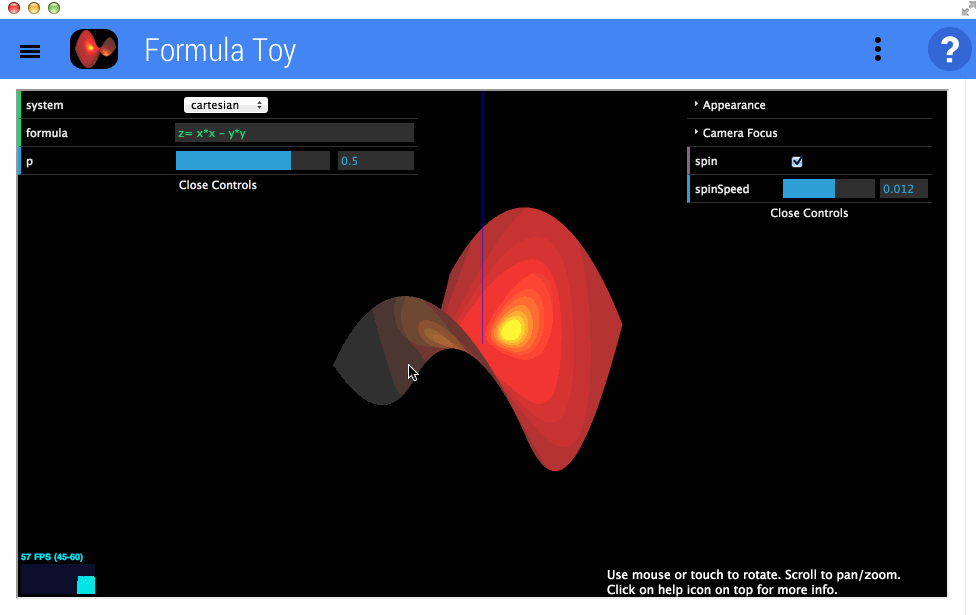 Formula Toy
?
system
cartesian
formula
z= x*x - y*y
p
0.5
Close Controls
Appearance
Camera Focus
spin
spinSpeed
0.012
Close Controls
57 FPS (45-60)
Use mouse or touch to rotate. Scroll to pan/zoom.
Click on help icon on top for more info.